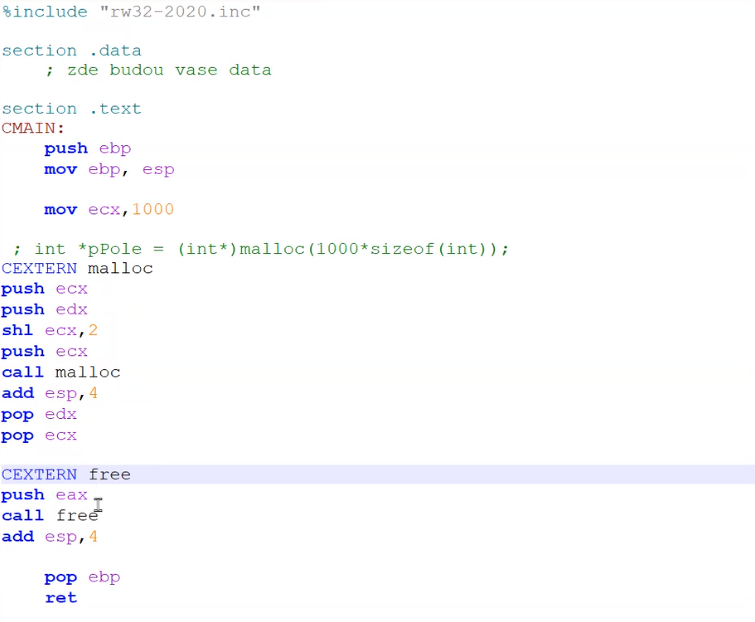 %include "rw32-2020.inc"
section .data
; zde budou vase data
section .text
CMAIN:
push ebp
mov ebp, esp
mov ecx,1000
; int *pPole = (int*)malloc(1000*sizeof(int));
CEXTERN malloc
push ecx
push edx
shl ecx,2
push ecx
call malloc
add esp,4
pop edx
pop ecx
CEXTERN free
push eax
call free
add esp,4
pop ebp
ret